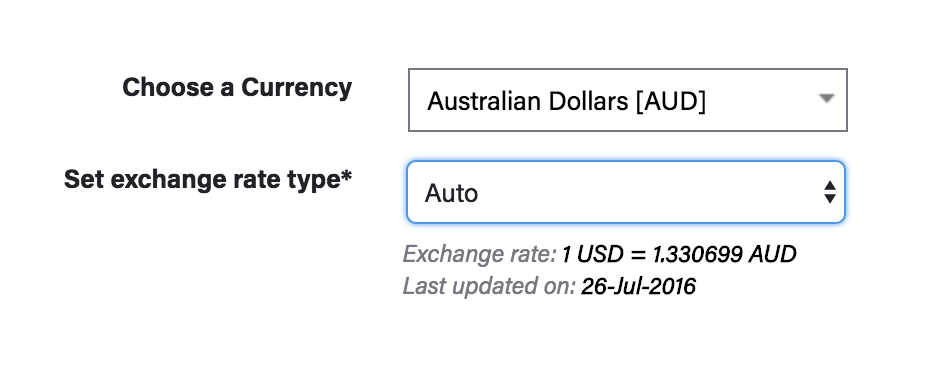 Choose a Currency
Australian Dollars [AUD]
Set exchange rate type*
Auto
Exchange rate: 1 USD = 1.330699 AUD
Last updated on: 26-Jul-2016